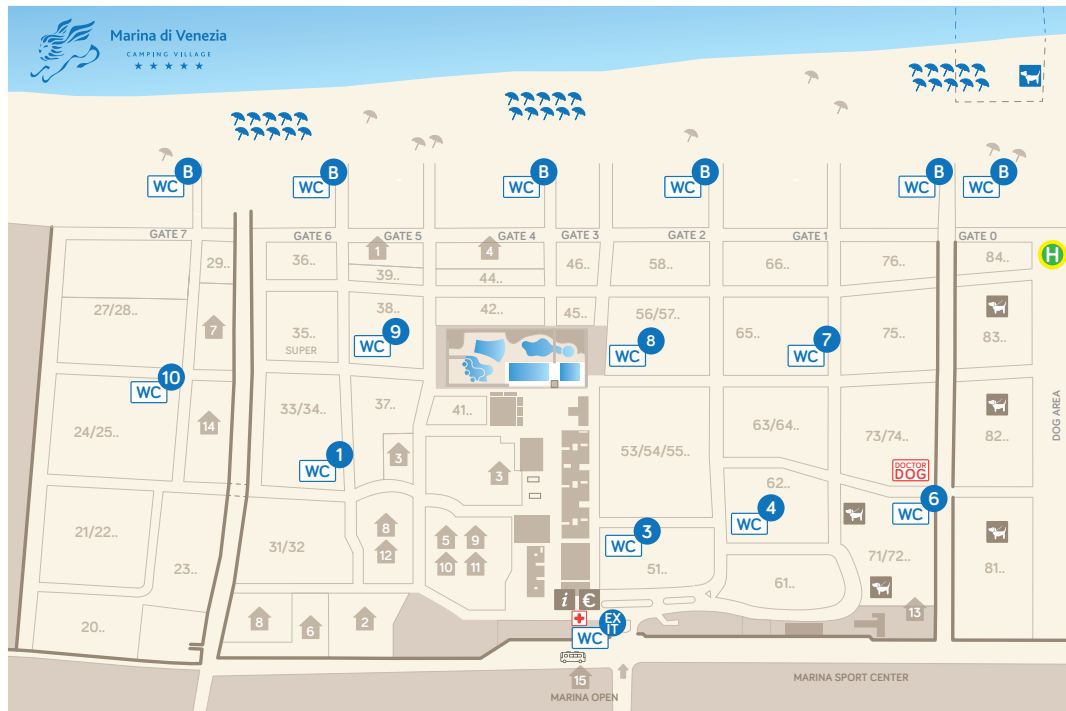 Marina di Venezia
CAMPING VILLAGE
B
WC
B
WC
B
WC
B
WC
B
WC
B
WC
GATE 7
GATE 6
GATE 5
GATE 4
GATE 3
GATE 2
GATE 1
GATE 0
29..
36..
1
39..
4
44..
46..
58..
66..
76..
84..
H
27/28..
7
35..
SUPER
38..
9
WC
42..
45..
56/57..
8
WC
65..
7
WC
75..
83..
10
WC
24/25..
14
33/34..
37..
41..
53/54/55..
63/64..
73/74..
82..
DOG AREA
1
WC
3
3
62..
4
WC
DOCTOR
DOG
6
WC
21/22..
23..
31/32
8
12
5
9
10
11
3
WC
51..
61..
71/72..
81..
20..
8
6
2
i
€
EX
IT
WC
13
15
MARINA OPEN
MARINA SPORT CENTER